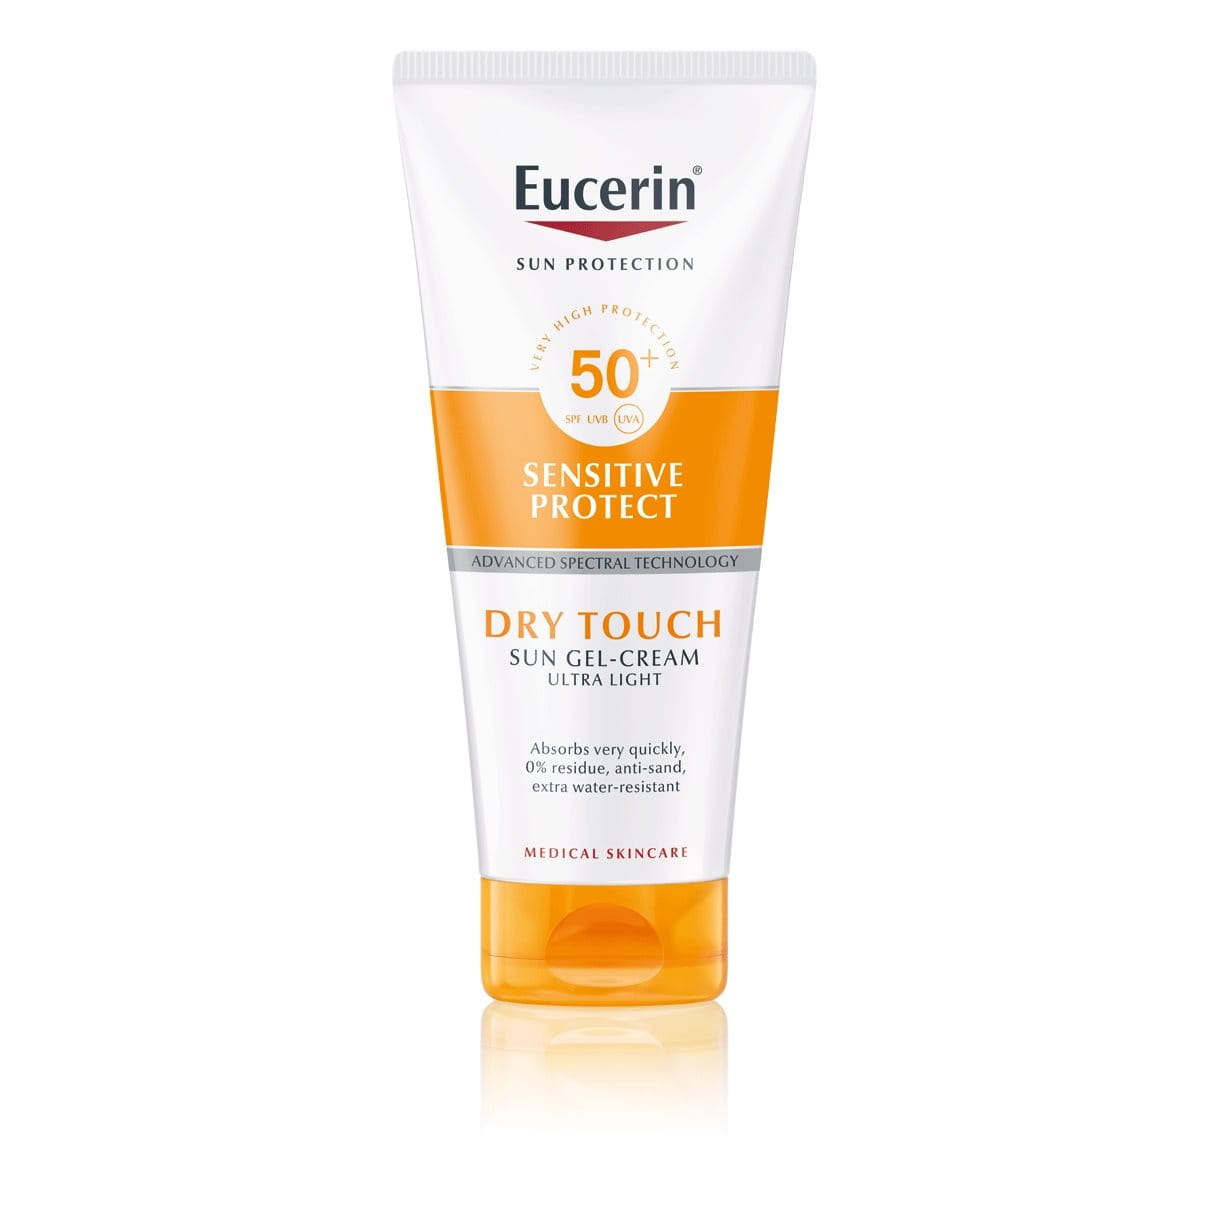 Eucerin®
SUN PROTECTION
VERY HIGH PROTECTION
50+
SPF UVB UVA
SENSITIVE
PROTECT
ADVANCED SPECTRAL TECHNOLOGY
DRY TOUCH
SUN GEL-CREAM
ULTRA LIGHT
Absorbs very quickly,
0% residue, anti-sand,
extra water-resistant
MEDICAL SKINCARE